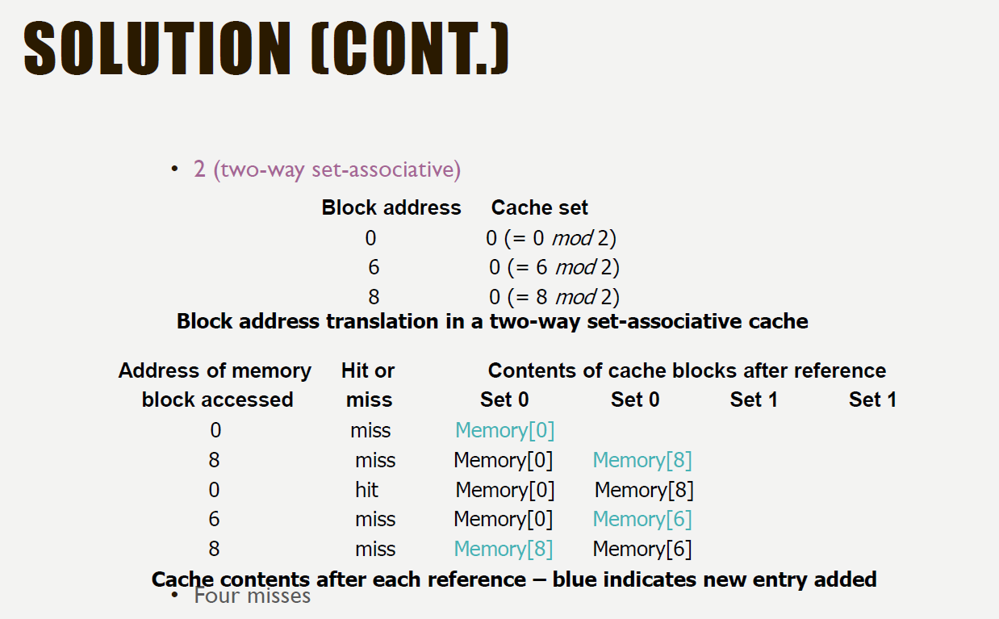 SOLUTION (CONT.)
• 2 (two-way set-associative)
Block address Cache set
0 0 (= 0 mod 2)
6 0 (= 6 mod 2)
8 0 (= 8 mod 2)
Block address translation in a two-way set-associative cache
Address of memory Hit or Contents of cache blocks after reference
block accessed miss Set 0 Set 0 Set 1 Set 1
0 miss Memory[0]
8 miss Memory[0] Memory[8]
0 hit Memory[0] Memory[8]
6 miss Memory[0] Memory[6]
8 miss Memory[8] Memory[6]
Cache contents after each reference – blue indicates new entry added
• Four misses